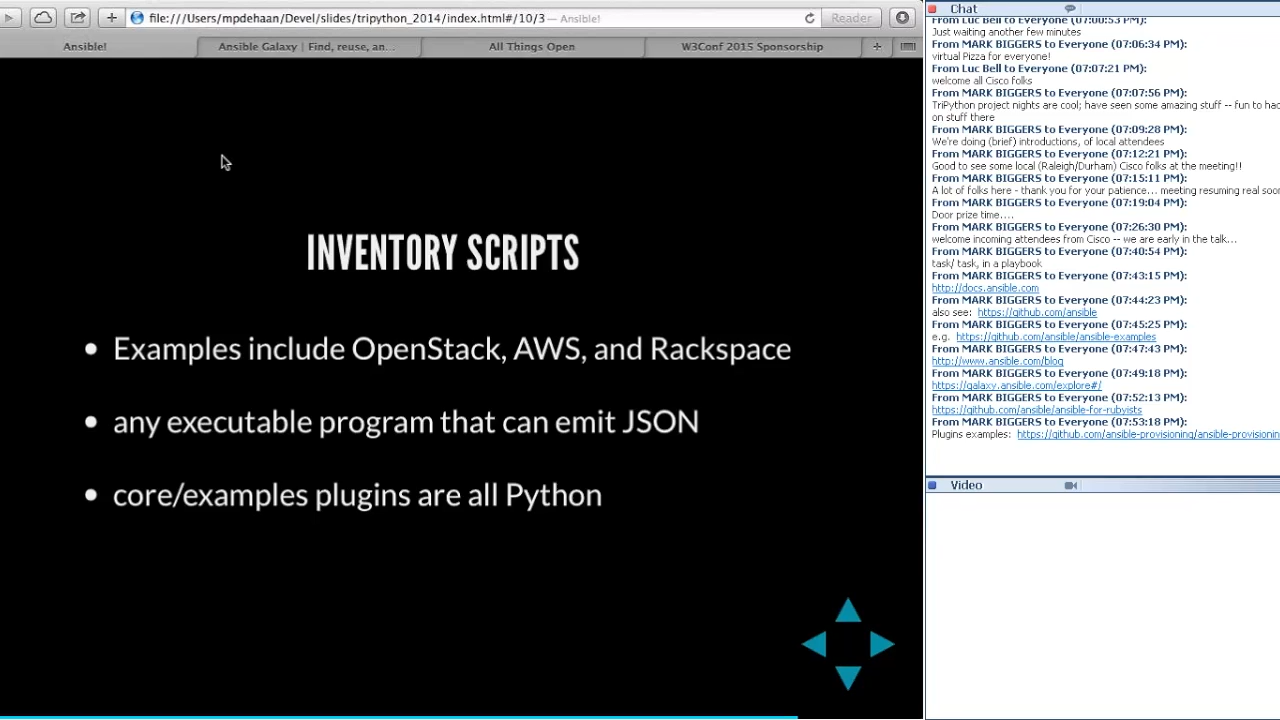 file:///Users/mpdehaan/Devel/slides/tripython_2014/index.html#/10/3 — Ansible!
Reader
Ansible!
Ansible Galaxy | Find, reuse, an...
All Things Open
W3Conf 2015 Sponsorship
INVENTORY SCRIPTS
• Examples include OpenStack, AWS, and Rackspace
• any executable program that can emit JSON
• core/examples plugins are all Python
Chat
From Luc Bell to Everyone (07:00:53 PM):
Just waiting another few minutes
From MARK BIGGERS to Everyone (07:06:34 PM):
virtual Pizza for everyone!
From Luc Bell to Everyone (07:07:21 PM):
welcome all Cisco folks
From MARK BIGGERS to Everyone (07:07:56 PM):
TriPython project nights are cool; have seen some amazing stuff -- fun to hac
on stuff there
From MARK BIGGERS to Everyone (07:09:28 PM):
We're doing (brief) introductions, of local attendees
From MARK BIGGERS to Everyone (07:12:21 PM):
Good to see some local (Raleigh/Durham) Cisco folks at the meeting!!
From MARK BIGGERS to Everyone (07:15:11 PM):
A lot of folks here - thank you for your patience... meeting resuming real soon
From MARK BIGGERS to Everyone (07:19:04 PM):
Door prize time....
From MARK BIGGERS to Everyone (07:26:30 PM):
welcome incoming attendees from Cisco -- we are early in the talk...
From MARK BIGGERS to Everyone (07:40:54 PM):
task/ task, in a playbook
From MARK BIGGERS to Everyone (07:43:15 PM):
http://docs.ansible.com
From MARK BIGGERS to Everyone (07:44:23 PM):
also see: https://github.com/ansible
From MARK BIGGERS to Everyone (07:45:25 PM):
e.g. https://github.com/ansible/ansible-examples
From MARK BIGGERS to Everyone (07:47:43 PM):
http://www.ansible.com/blog
From MARK BIGGERS to Everyone (07:49:18 PM):
https://galaxy.ansible.com/explore#/
From MARK BIGGERS to Everyone (07:52:13 PM):
https://github.com/ansible/ansible-for-rubyists
From MARK BIGGERS to Everyone (07:53:18 PM):
Plugins examples: https://github.com/ansible-provisioning/ansible-provisionin
Video